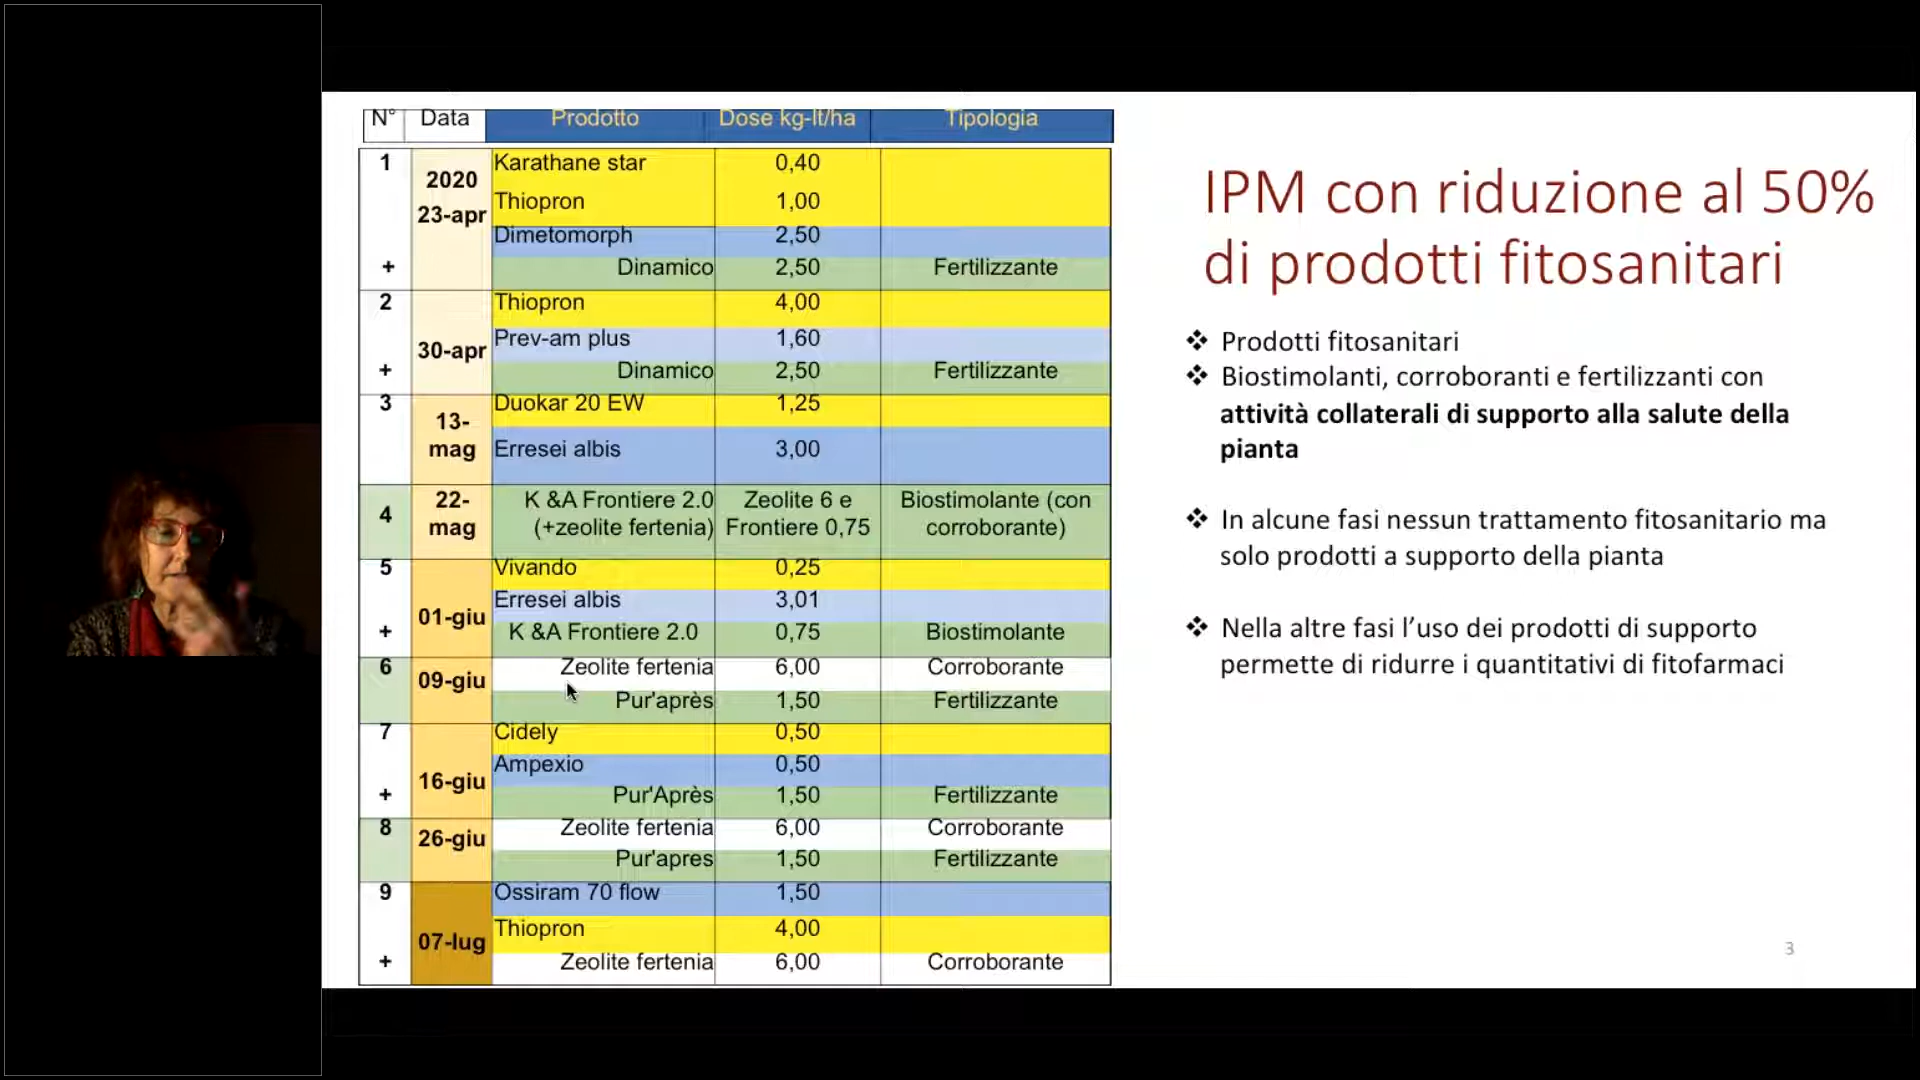 N° Data Prodotto Dose kg-lt/ha Tipologia
1 2020 23-apr Karathane star 0,40
Thiopron 1,00
Dimetomorph 2,50
+ Dinamico 2,50 Fertilizzante
2 30-apr Thiopron 4,00
Prev-am plus 1,60
+ Dinamico 2,50 Fertilizzante
3 13-mag Duokar 20 EW 1,25
Erresei albis 3,00
4 22-mag K &A Frontiere 2.0 (+zeolite fertenia) Zeolite 6 e Frontiere 0,75 Biostimolante (con corroborante)
5 01-giu Vivando 0,25
Erresei albis 3,01
+ K &A Frontiere 2.0 0,75 Biostimolante
6 09-giu Zeolite fertenia 6,00 Corroborante
Pur'après 1,50 Fertilizzante
7 16-giu Cidely 0,50
Ampexio 0,50
+ Pur'Après 1,50 Fertilizzante
8 26-giu Zeolite fertenia 6,00 Corroborante
Pur'apres 1,50 Fertilizzante
9 07-lug Ossiram 70 flow 1,50
Thiopron 4,00
+ Zeolite fertenia 6,00 Corroborante
IPM con riduzione al 50%
di prodotti fitosanitari
❖ Prodotti fitosanitari
❖ Biostimolanti, corroboranti e fertilizzanti con
attività collaterali di supporto alla salute della
pianta
❖ In alcune fasi nessun trattamento fitosanitario ma
solo prodotti a supporto della pianta
❖ Nella altre fasi l’uso dei prodotti di supporto
permette di ridurre i quantitativi di fitofarmaci
3